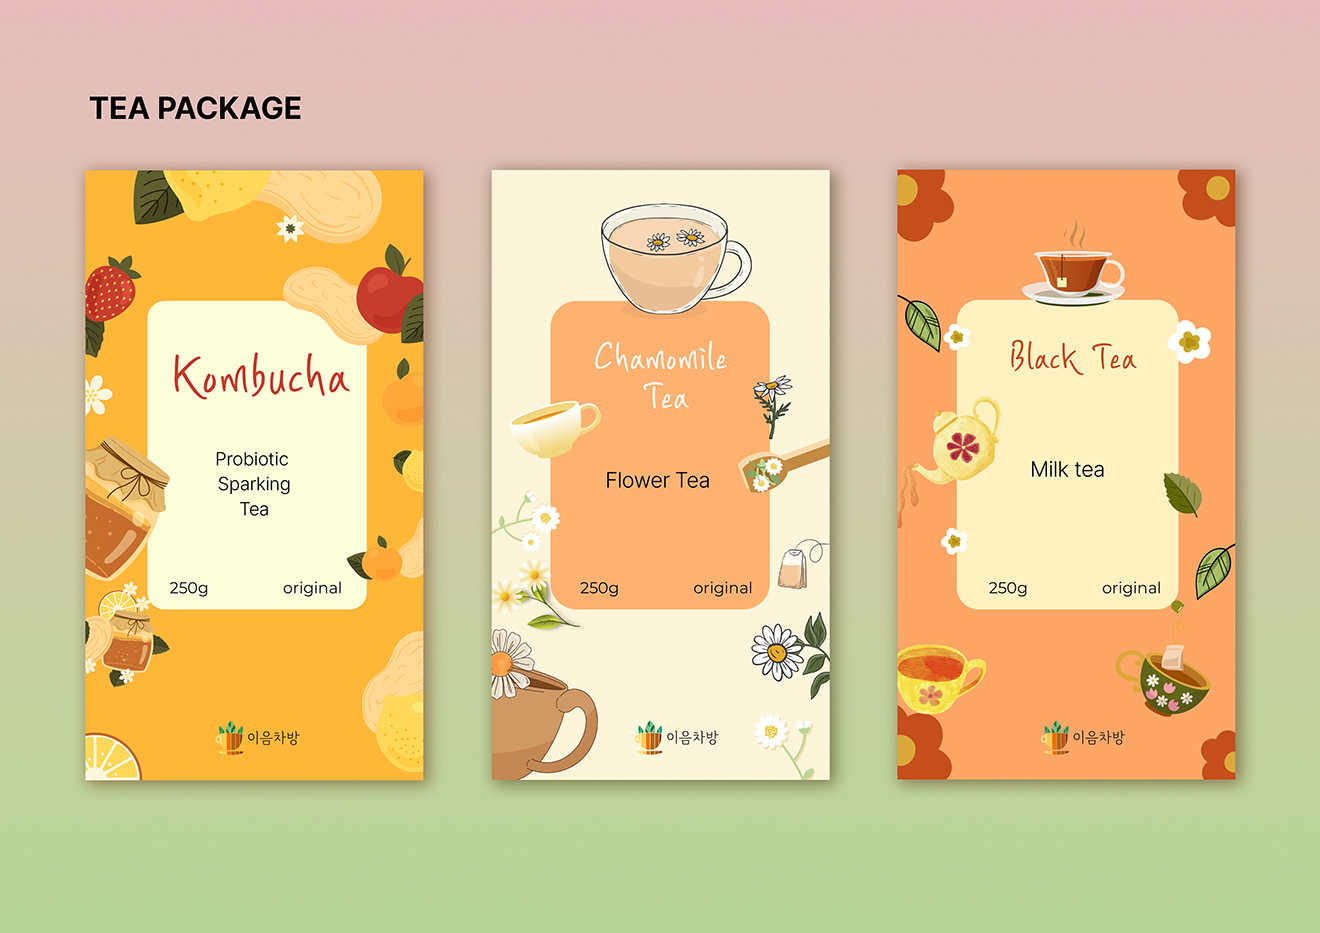 TEA PACKAGE
Kombucha
Probiotic
Sparking
Tea
250g original
이음차방
Chamomile
Tea
Flower Tea
250g original
이음차방
Black Tea
Milk tea
250g original
이음차방